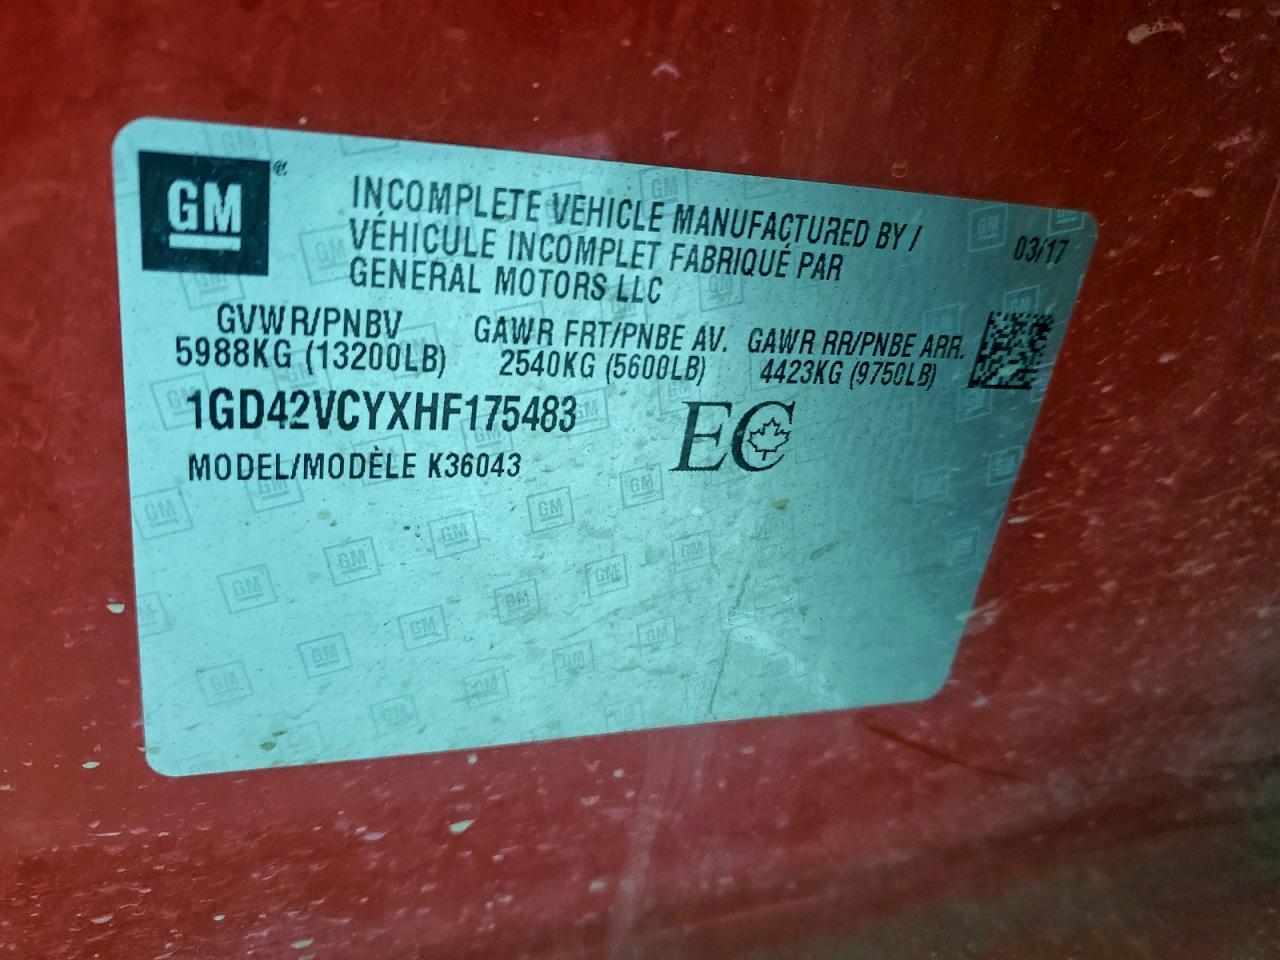 GM®
INCOMPLETE VEHICLE MANUFACTURED BY /
VÉHICULE INCOMPLET FABRIQUÉ PAR
GENERAL MOTORS LLC
03/17
GVWR/PNBV GAWR FRT/PNBE AV. GAWR RR/PNBE ARR.
5988KG (13200LB) 2540KG (5600LB) 4423KG (9750LB)
1GD42VCYXHF175483
EC
MODEL/MODÈLE K36043